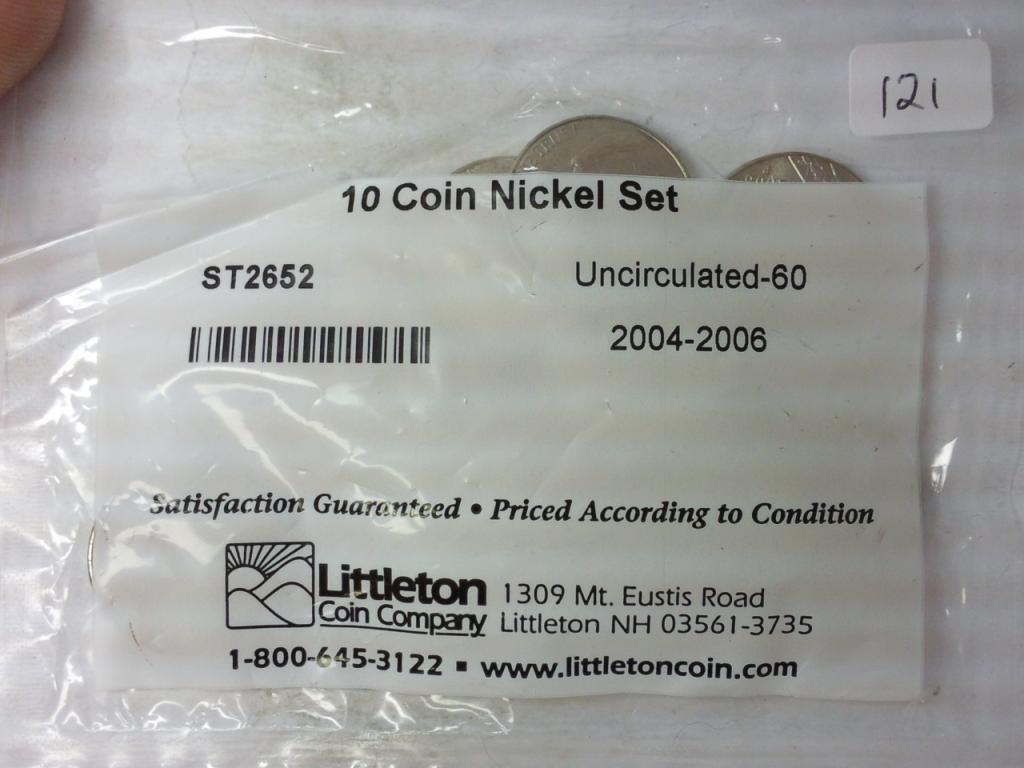 121
10 Coin Nickel Set
ST2652
Uncirculated-60
2004-2006
Satisfaction Guaranteed • Priced According to Condition
Littleton
Coin Company
1309 Mt. Eustis Road
Littleton NH 03561-3735
1-800-645-3122 ▪ www.littletoncoin.com